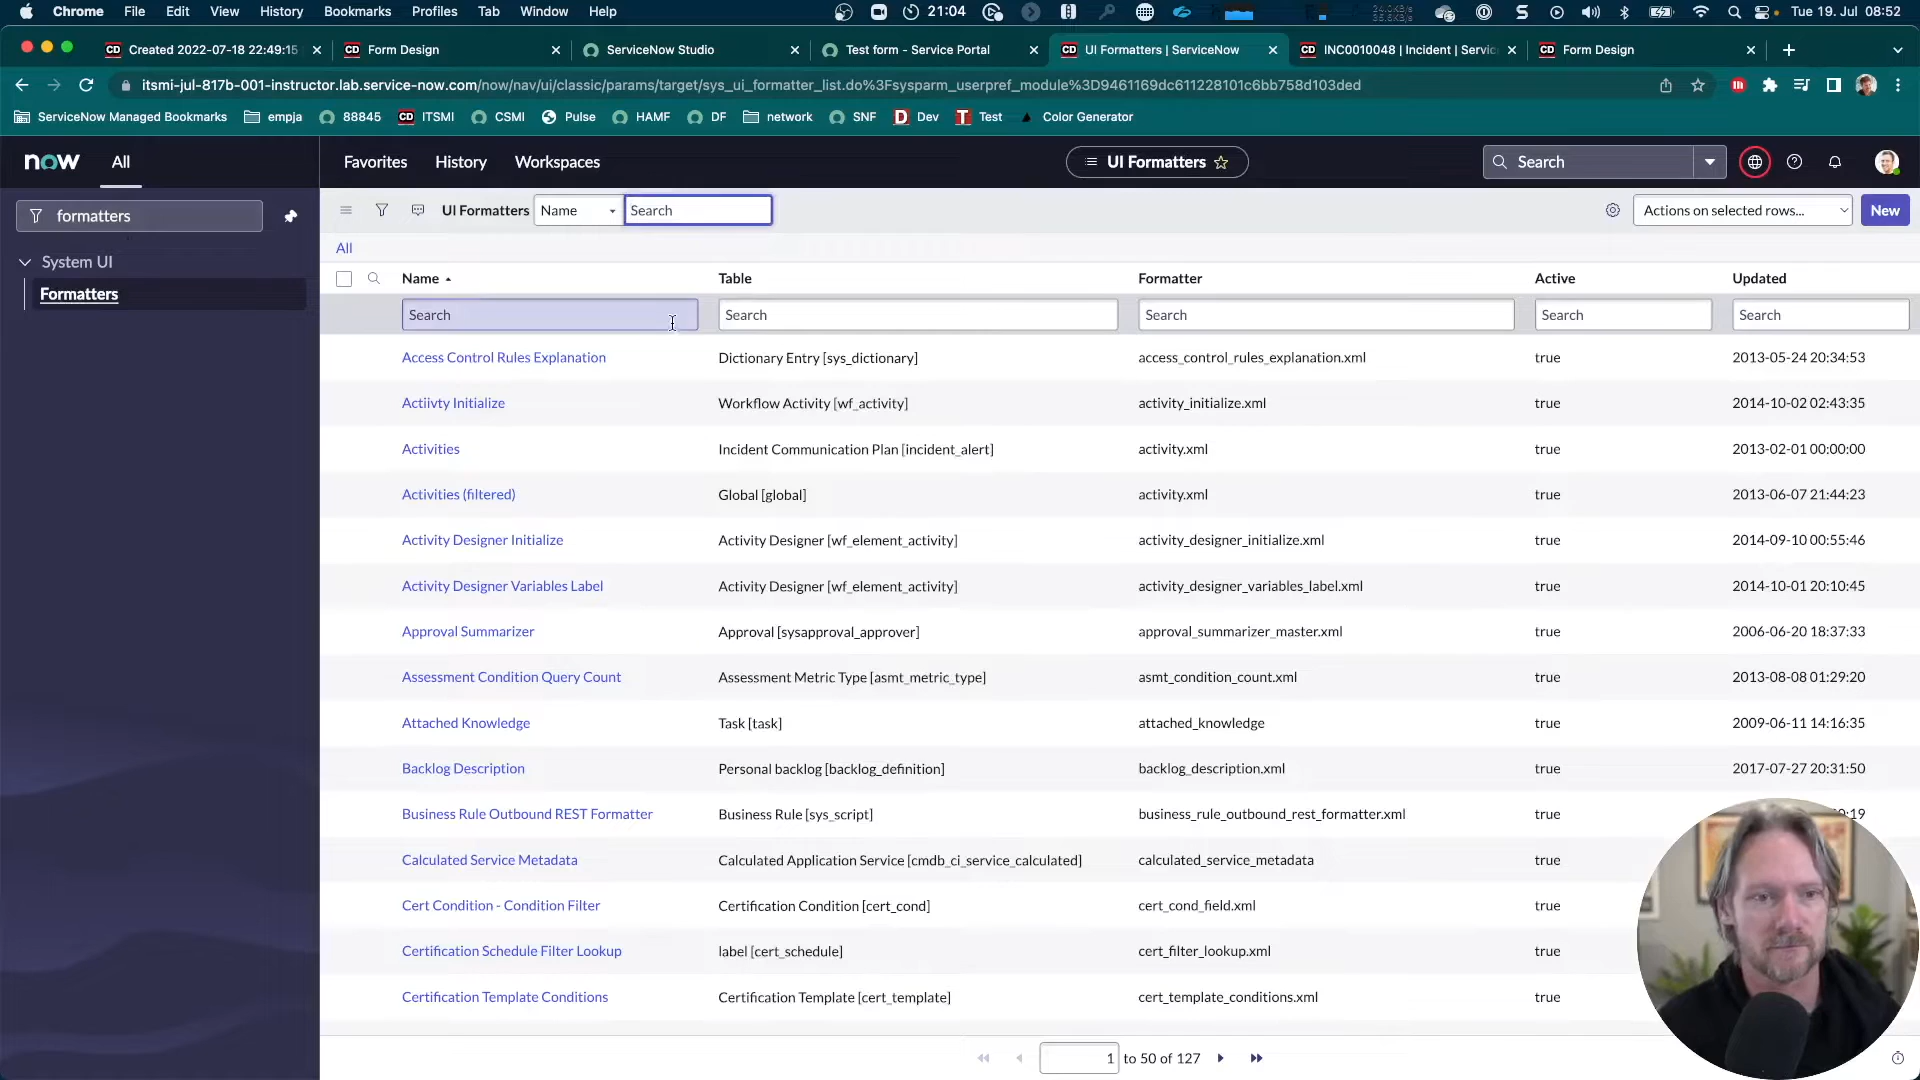 Chrome File Edit View History Bookmarks Profiles Tab Window Help 21:04 24.0KB/s Tue 19. Jul 08:52
35.6KB/s
Created 2022-07-18 22:49:15 Form Design ServiceNow Studio Test form - Service Portal UI Formatters | ServiceNow INC0010048 | Incident | Servic Form Design
itsmi-jul-817b-001-instructor.lab.service-now.com/now/nav/ui/classic/params/target/sys_ui_formatter_list.do%3Fsysparm_userpref_module%3D9461169dc611228101c6bb758d103ded
ServiceNow Managed Bookmarks empja 88845 CD ITSMI CSMI Pulse HAMF DF network SNF D Dev T Test Color Generator
now All Favorites History Workspaces UI Formatters Search
formatters UI Formatters Name Search Actions on selected rows... New
All
System UI
Formatters
Name Table Formatter Active Updated
Search Search Search Search Search
Access Control Rules Explanation Dictionary Entry [sys_dictionary] access_control_rules_explanation.xml true 2013-05-24 20:34:53
Actiivty Initialize Workflow Activity [wf_activity] activity_initialize.xml true 2014-10-02 02:43:35
Activities Incident Communication Plan [incident_alert] activity.xml true 2013-02-01 00:00:00
Activities (filtered) Global [global] activity.xml true 2013-06-07 21:44:23
Activity Designer Initialize Activity Designer [wf_element_activity] activity_designer_initialize.xml true 2014-09-10 00:55:46
Activity Designer Variables Label Activity Designer [wf_element_activity] activity_designer_variables_label.xml true 2014-10-01 20:10:45
Approval Summarizer Approval [sysapproval_approver] approval_summarizer_master.xml true 2006-06-20 18:37:33
Assessment Condition Query Count Assessment Metric Type [asmt_metric_type] asmt_condition_count.xml true 2013-08-08 01:29:20
Attached Knowledge Task [task] attached_knowledge true 2009-06-11 14:16:35
Backlog Description Personal backlog [backlog_definition] backlog_description.xml true 2017-07-27 20:31:50
Business Rule Outbound REST Formatter Business Rule [sys_script] business_rule_outbound_rest_formatter.xml true
Calculated Service Metadata Calculated Application Service [cmdb_ci_service_calculated] calculated_service_metadata true
Cert Condition - Condition Filter Certification Condition [cert_cond] cert_cond_field.xml true
Certification Schedule Filter Lookup label [cert_schedule] cert_filter_lookup.xml true
Certification Template Conditions Certification Template [cert_template] cert_template_conditions.xml true
1 to 50 of 127